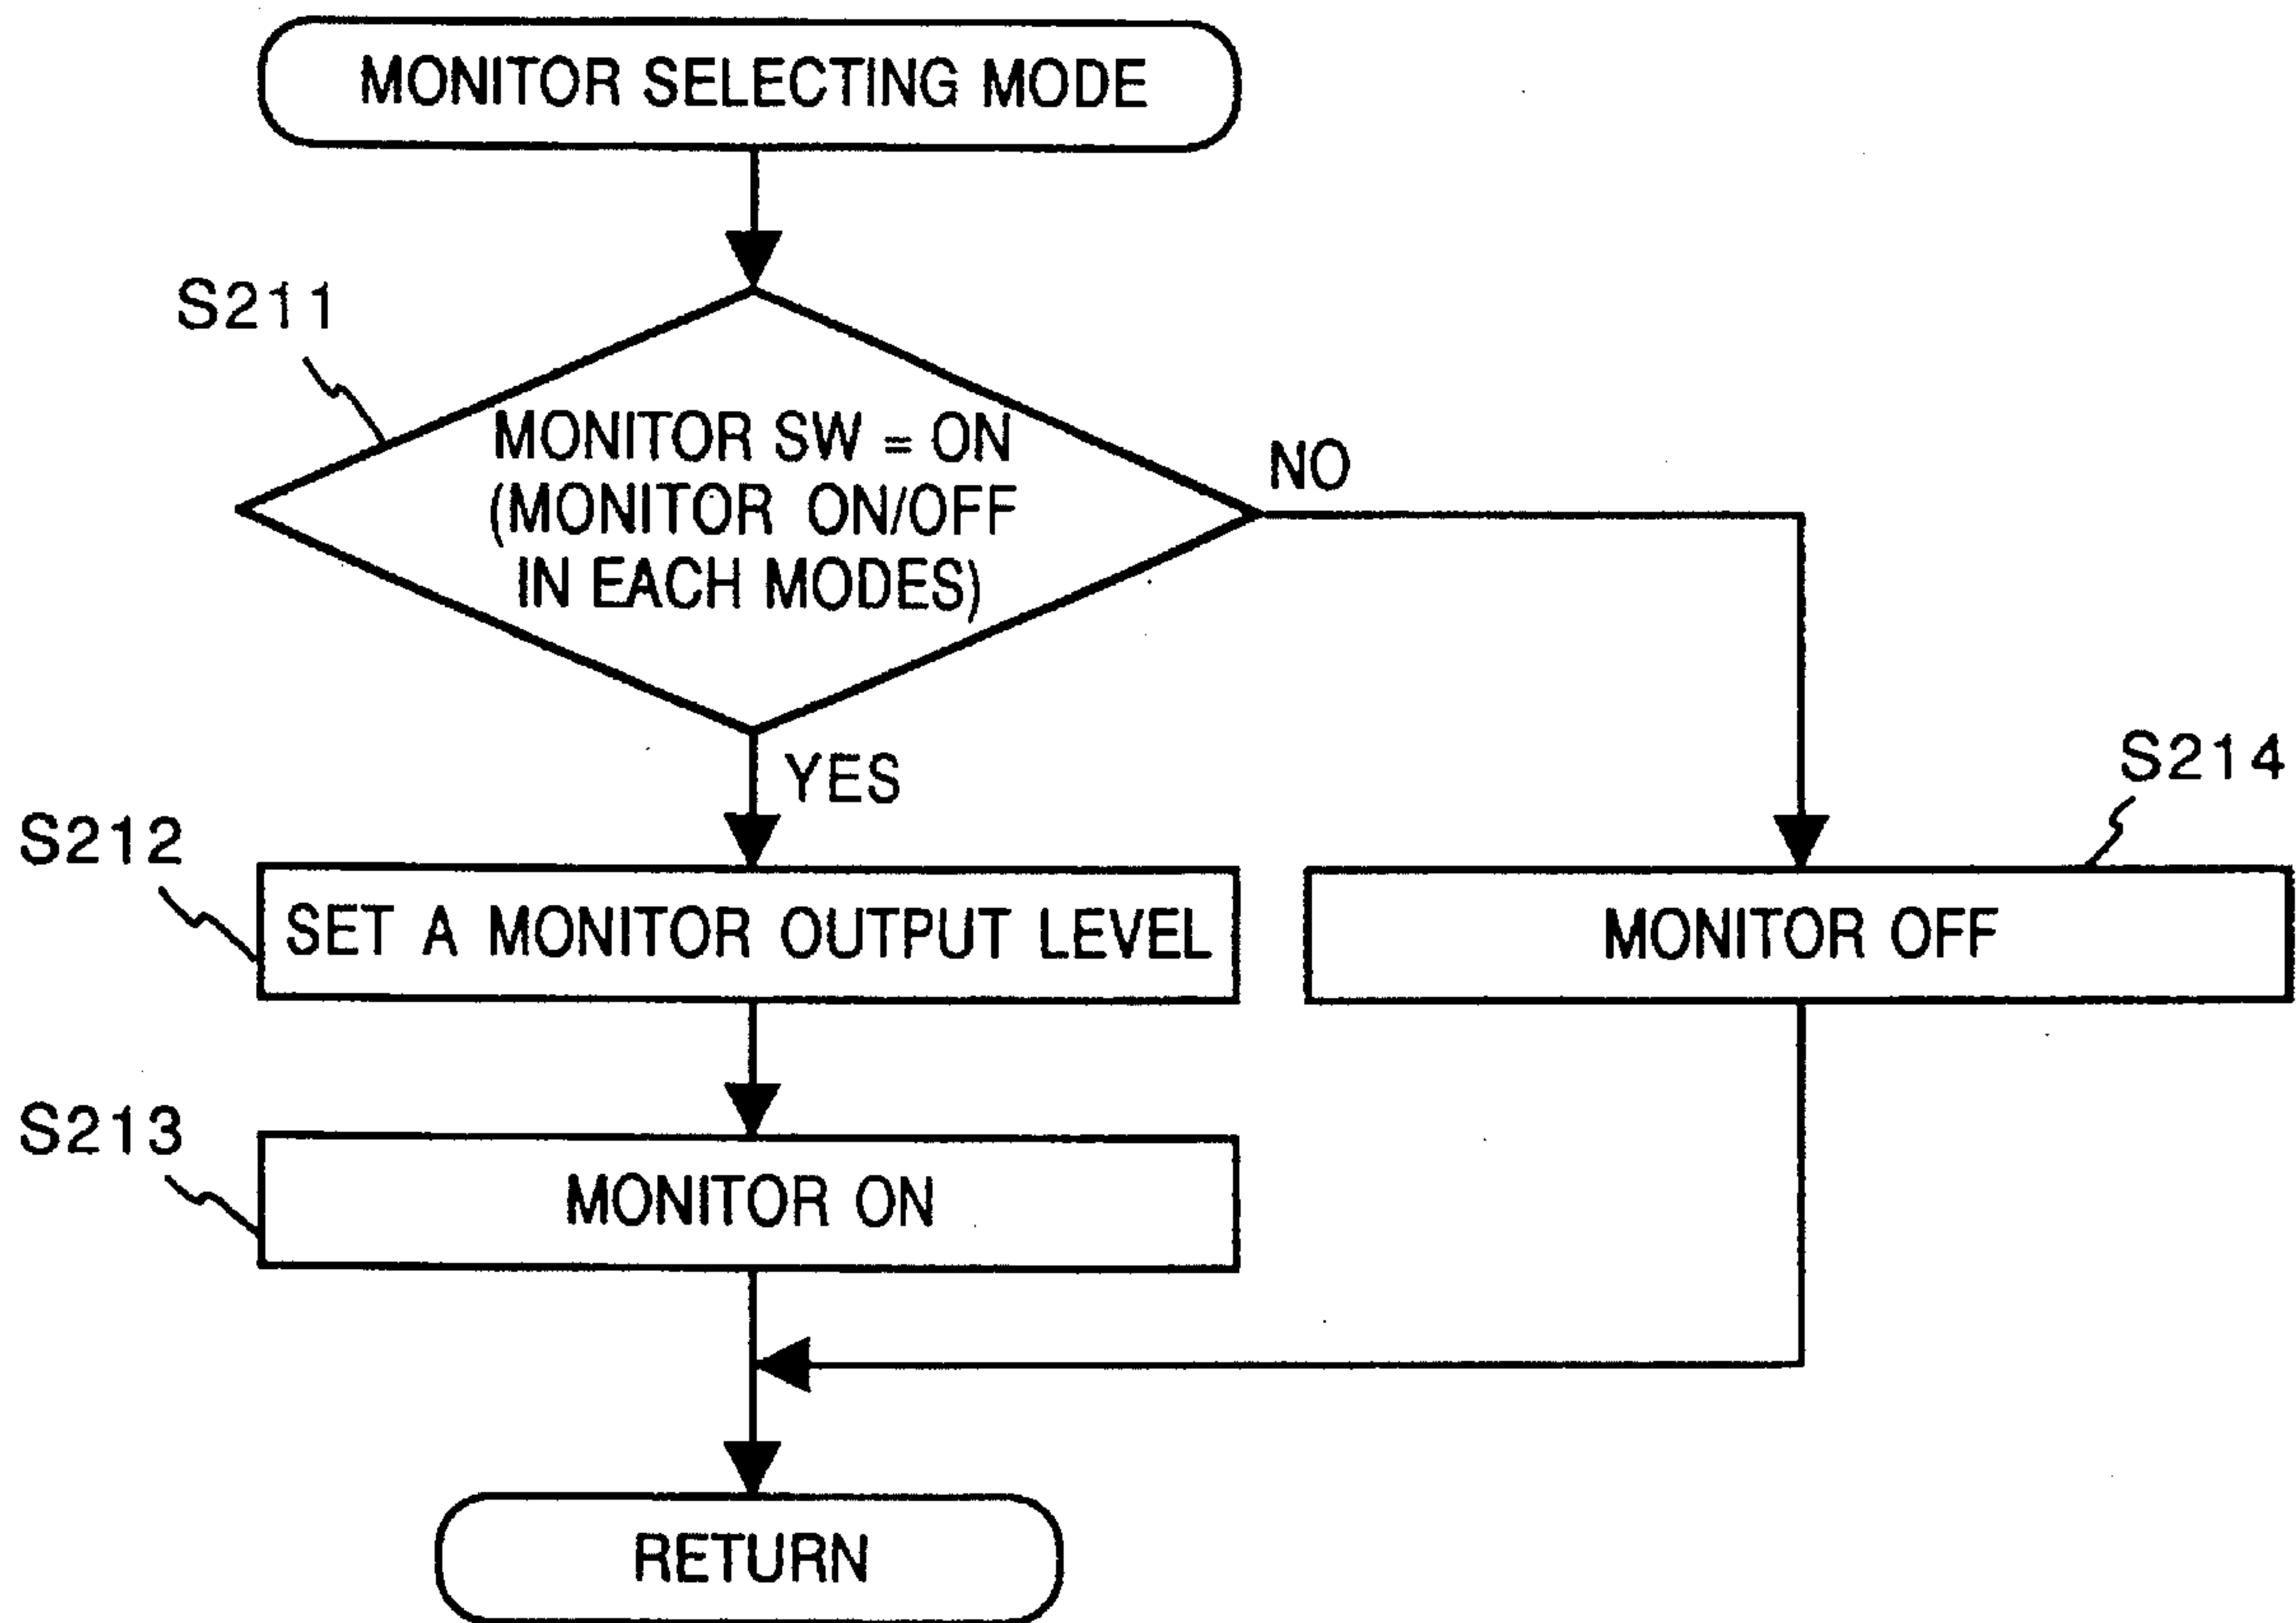 MONITOR SELECTING MODE
S211
MONITOR SW = ON
(MONITOR ON/OFF
IN EACH MODES)
NO
YES
S212
SET A MONITOR OUTPUT LEVEL
S214
MONITOR OFF
S213
MONITOR ON
RETURN